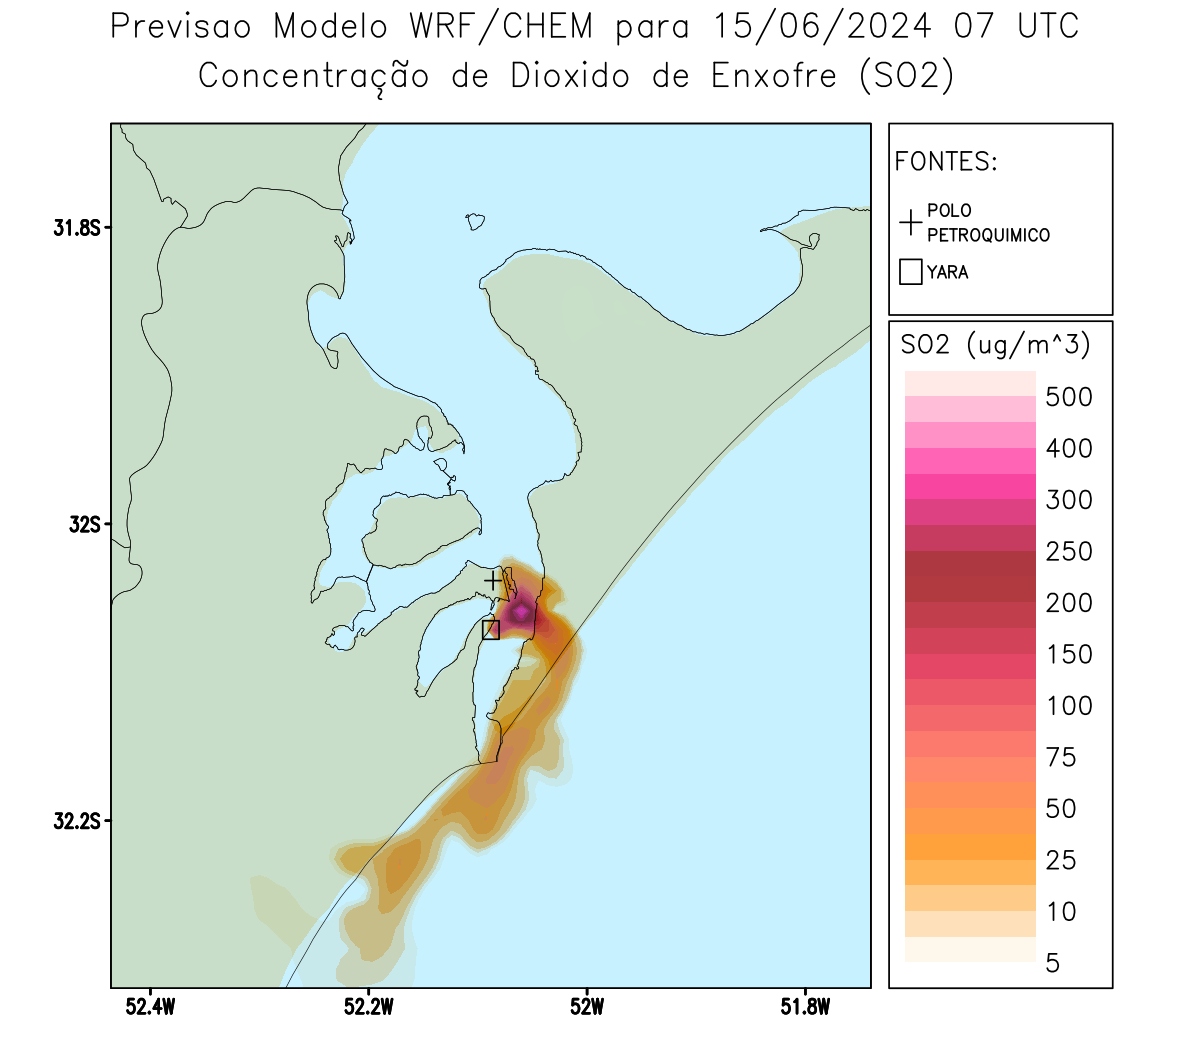 Previsao Modelo WRF/CHEM para 15/06/2024 07 UTC
Concentração de Dioxido de Enxofre (SO2)
FONTES:
POLO
PETROQUIMICO
YARA
SO2 (ug/m^3)
500
400
300
250
200
150
100
75
50
25
10
5
31.8S
32S
32.2S
52.4W
52.2W
52W
51.8W